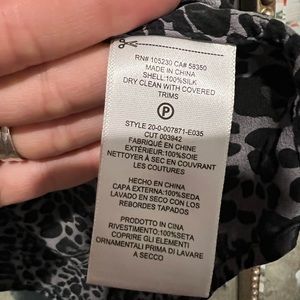 RN# 105230 CA# 58350
MADE IN CHINA
SHELL:100%SILK
DRY CLEAN WITH COVERED
TRIMS
P
STYLE 20-0-007871-E035
CUT 003942
FABRIQUÉ EN CHINE
EXTÉRIEUR:100%SOIE
NETTOYER À SEC EN COUVRANT
LES COUTURES
HECHO EN CHINA
CAPA EXTERNA:100%SEDA
LAVADO EN SECO CON LOS
REBORDES TAPADOS
PRODOTTO IN CINA
RIVESTIMENTO:100%SETA
COPRIRE GLI ELEMENTI
ORNAMENTALI PRIMA DI LAVARE
A SECCO